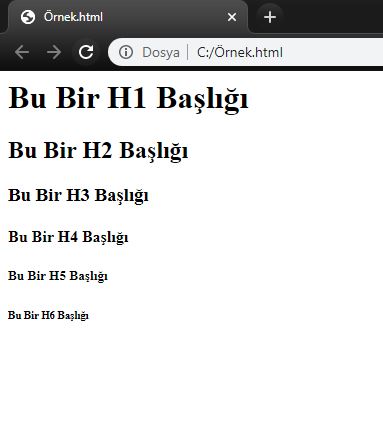 Örnek.html
Dosya | C:/Örnek.html
Bu Bir H1 Başlığı
Bu Bir H2 Başlığı
Bu Bir H3 Başlığı
Bu Bir H4 Başlığı
Bu Bir H5 Başlığı
Bu Bir H6 Başlığı